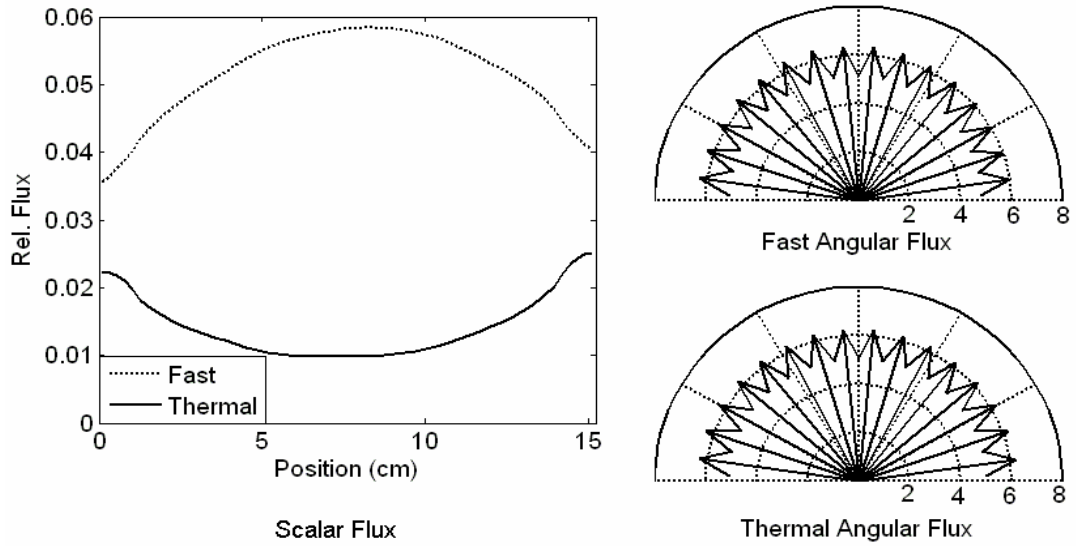 0.06
0.05
0.04
0.03
0.02
0.01
0
Rel. Flux
Fast
Thermal
0 5 10 15
Position (cm)
Scalar Flux
2 4 6 8
Fast Angular Flux
2 4 6 8
Thermal Angular Flux